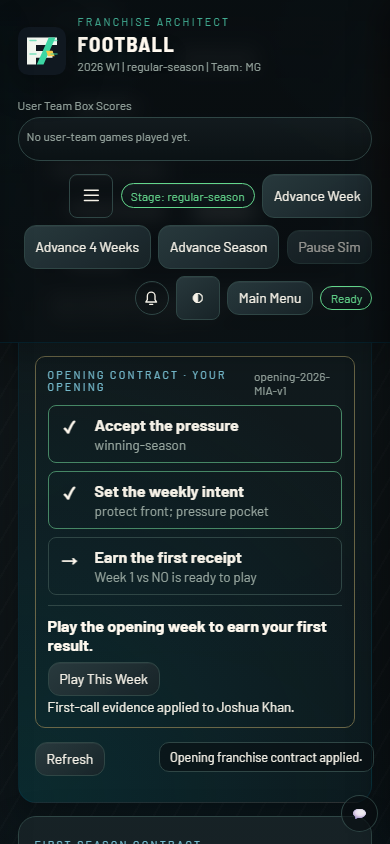 FRANCHISE ARCHITECT
FOOTBALL
2026 W1 | regular-season | Team: MG
User Team Box Scores
No user-team games played yet.
Stage: regular-season
Advance Week
Advance 4 Weeks
Advance Season
Pause Sim
Main Menu
Ready
OPENING CONTRACT · YOUR
OPENING
opening-2026-
MIA-v1
✓ Accept the pressure
winning-season
✓ Set the weekly intent
protect front; pressure pocket
→ Earn the first receipt
Week 1 vs NO is ready to play
Play the opening week to earn your first
result.
Play This Week
First-call evidence applied to Joshua Khan.
Refresh
Opening franchise contract applied.
FIRST SEASON CONTRACT